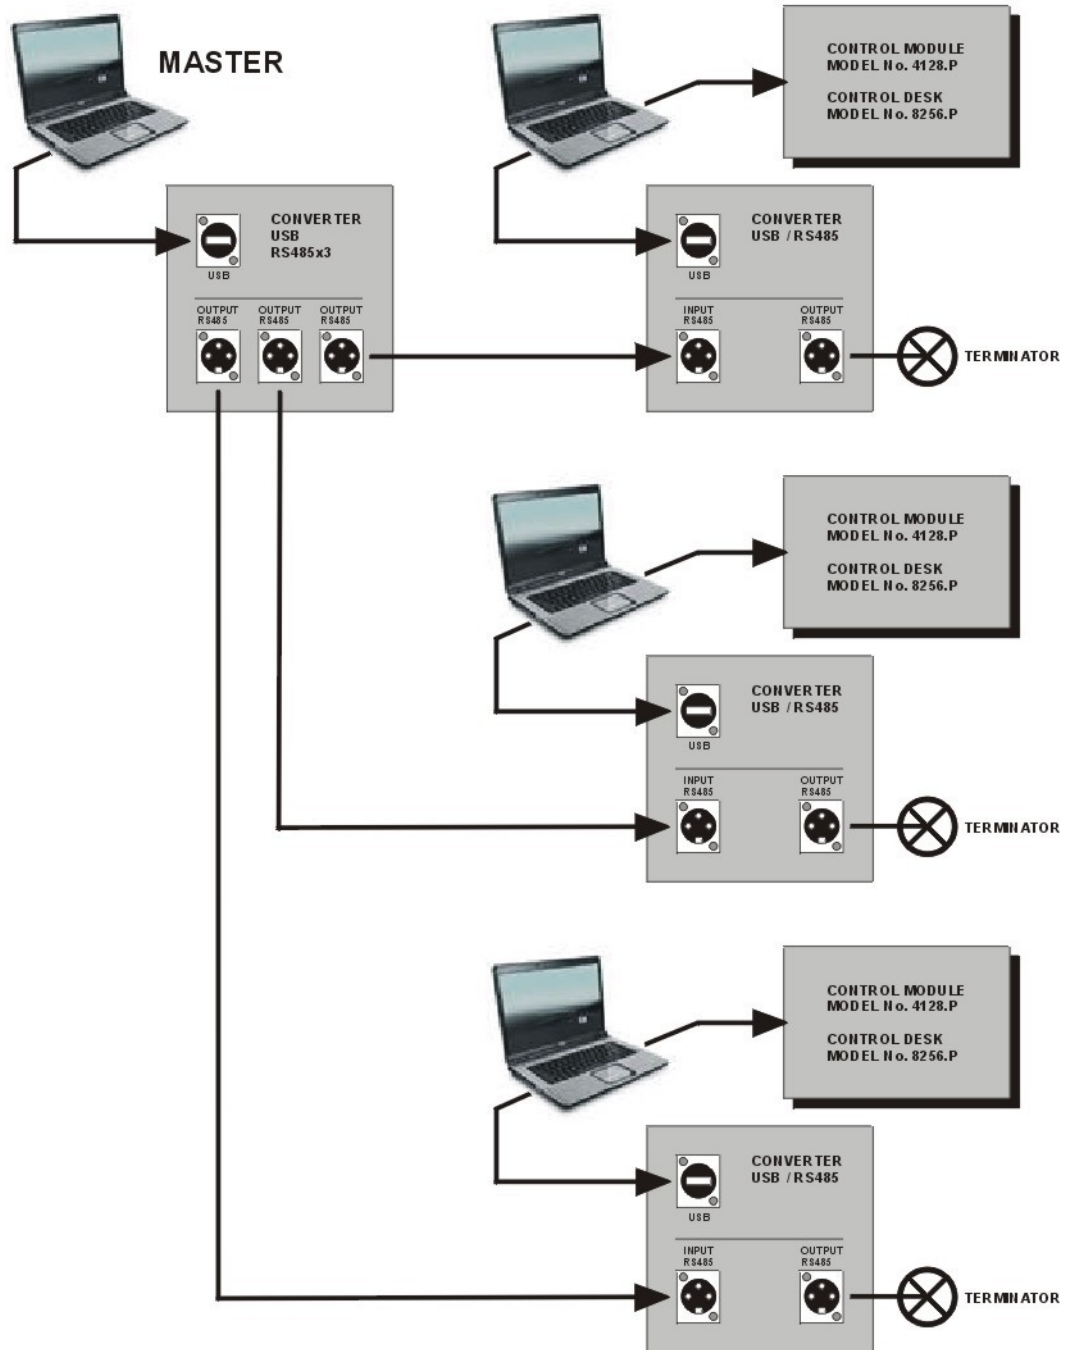 MASTER
CONTROL MODULE
MODEL No. 4128.P
CONTROL DESK
MODEL No. 8256.P
CONVERTER
USB
RS485x3
USB
OUTPUT RS485
OUTPUT RS485
OUTPUT RS485
CONVERTER
USB / RS485
USB
INPUT RS485
OUTPUT RS485
TERMINATOR
CONTROL MODULE
MODEL No. 4128.P
CONTROL DESK
MODEL No. 8256.P
CONVERTER
USB / RS485
USB
INPUT RS485
OUTPUT RS485
TERMINATOR
CONTROL MODULE
MODEL No. 4128.P
CONTROL DESK
MODEL No. 8256.P
CONVERTER
USB / RS485
USB
INPUT RS485
OUTPUT RS485
TERMINATOR